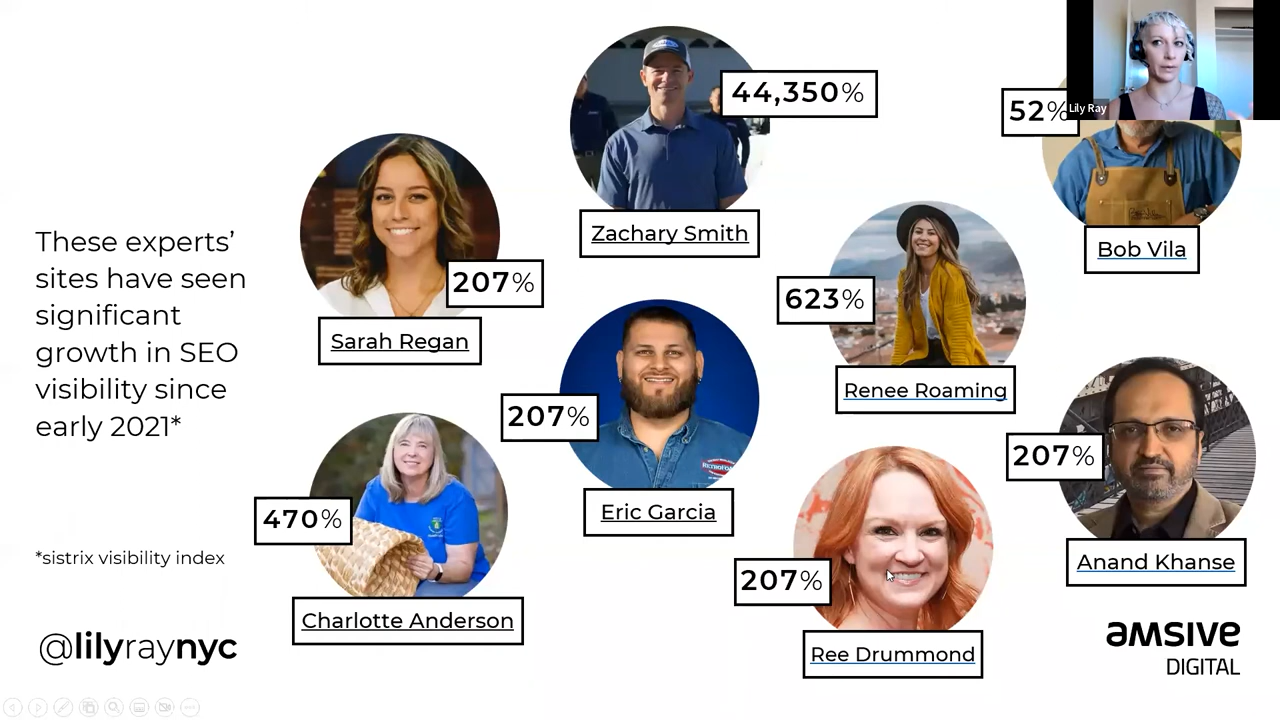 These experts’
sites have seen
significant
growth in SEO
visibility since
early 2021*
*sistrix visibility index
@lilyraynyc
44,350%
Zachary Smith
52%
Lily Ray
Bob Vila
207%
Sarah Regan
623%
Renee Roaming
207%
Eric Garcia
207%
Anand Khanse
470%
Charlotte Anderson
207%
Ree Drummond
amsive
DIGITAL